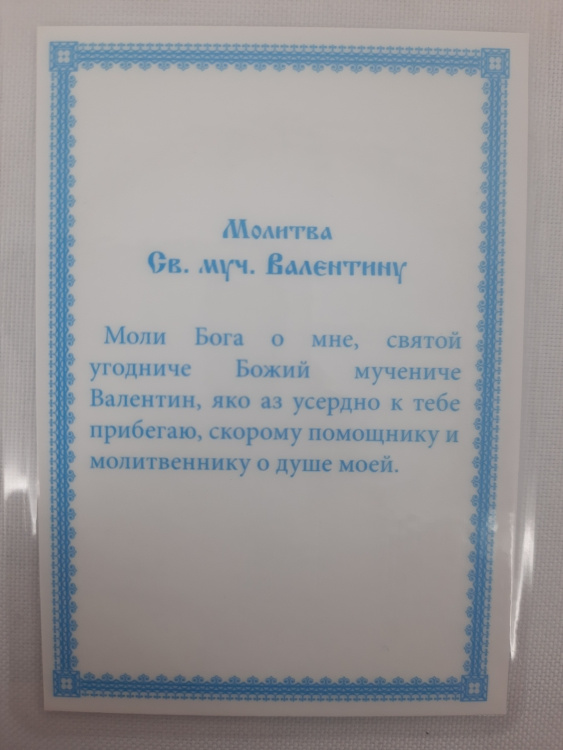 Молитва
Св. муч. Валентину
Моли Бога о мне, святой
угодниче Божий мучениче
Валентин, яко аз усердно к тебе
прибегаю, скорому помощнику и
молитвеннику о душе моей.